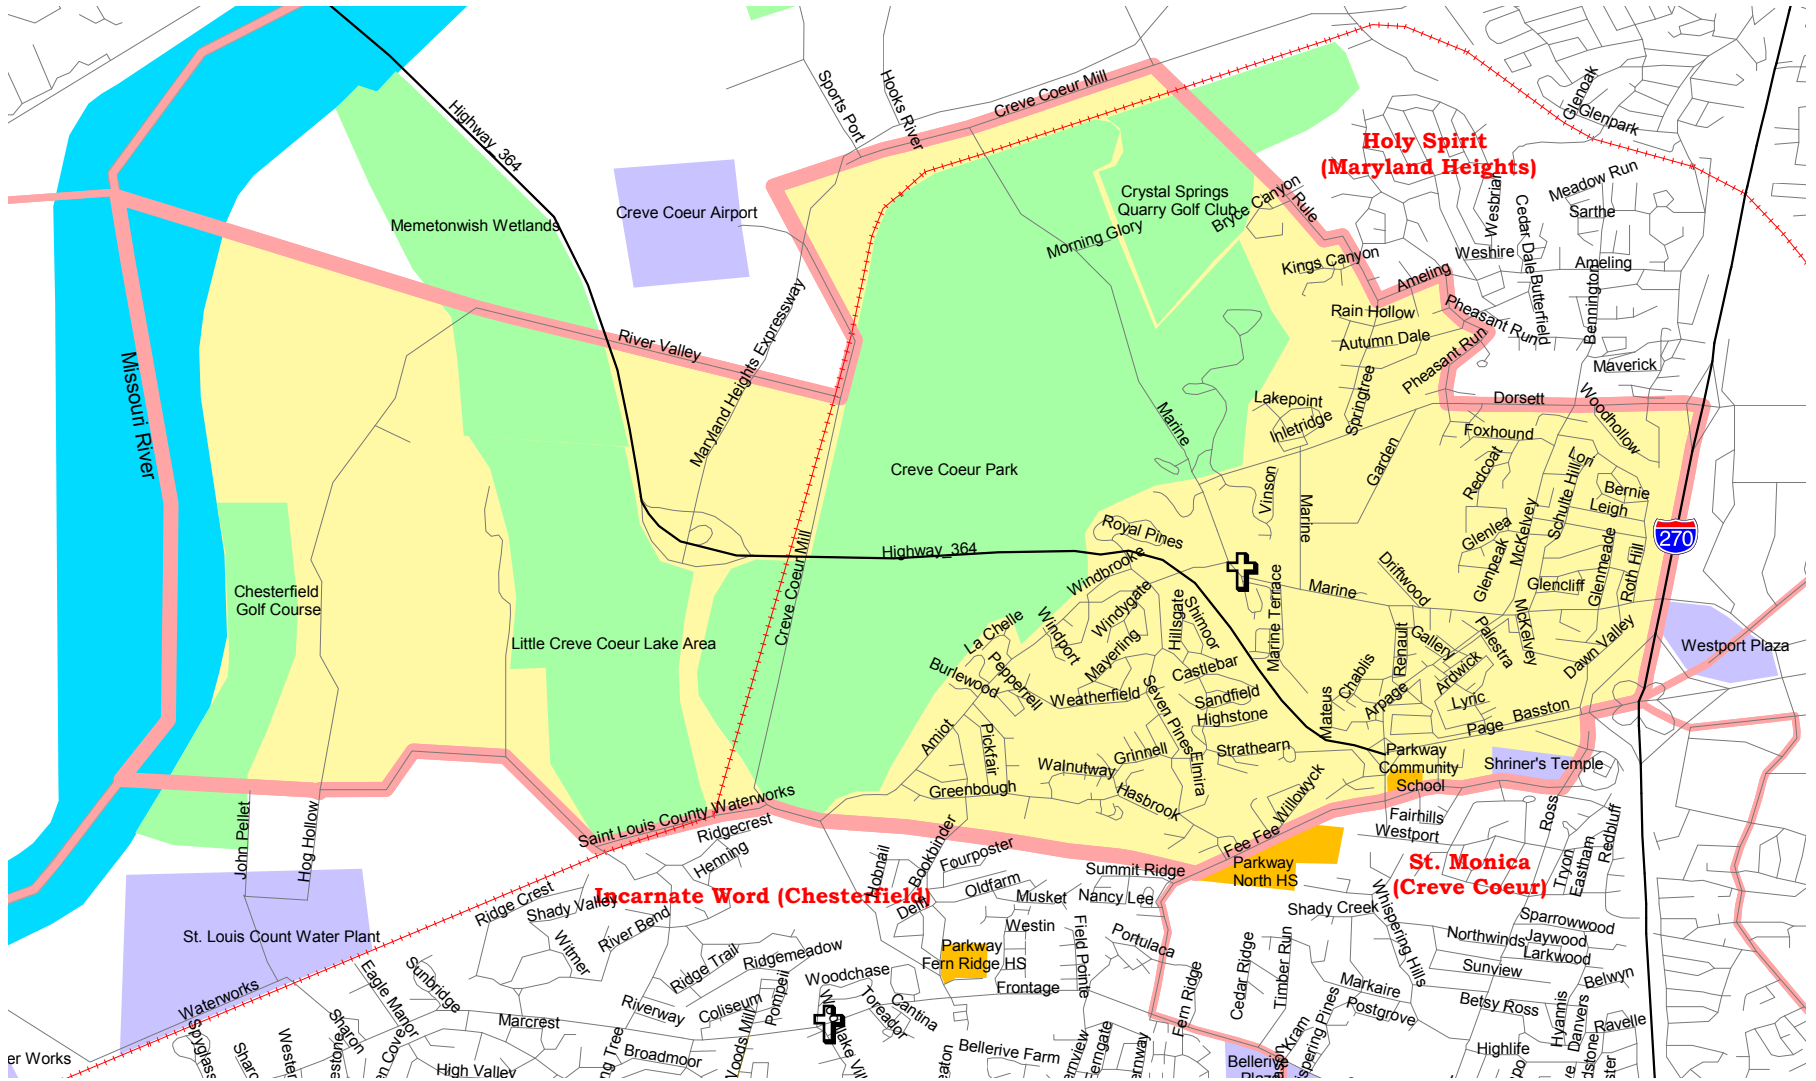 Highway_364
Sports Port
Hooks River
Creve Coeur Mill
Glenoak
Glenpark
Holy Spirit
(Maryland Heights)
Creve Coeur Airport
Memetonwish Wetlands
Crystal Springs
Quarry Golf Club
Bryce Canyon
Rule
Morning Glory
Kings Canyon
Ameling
Wesbriar
Cedar Dale
Meadow Run
Sarthe
Weshire
Ameling
Butterfield
Bennington
Pheasant Run
Rain Hollow
Autumn Dale
Pheasant Run
Maverick
River Valley
Maryland Heights Expressway
Missouri River
Marine
Lakepoint
Inletridge
Springtree
Dorsett
Woodhollow
Foxhound
Garden
Redcoat
Lori
Schulte Hill
Bernie
Leigh
Creve Coeur Park
Vinson
Marine
Royal Pines
Glenlea
McKelvey
270
Highway_364
Creve Coeur Mill
Windbrooke
Glenpeak
Glenmeade
Roth Hill
Glencliff
Driftwood
Marine
Chesterfield
Golf Course
Little Creve Coeur Lake Area
La Chelle
Windport
Windygate
Mayerling
Hillsgate
Shimoor
Marine Terrace
Renault
Gallery
Palestra
McKelvey
Dawn Valley
Westport Plaza
Burlewood
Pepperrell
Weatherfield
Castlebar
Sandfield
Highstone
Seven Pines
Chablis
Mateus
Arpage
Ardwick
Lyric
Page
Basston
Amiot
Pickfair
Walnutway
Grinnell
Strathearn
Elmira
Parkway
Community
School
Shriner's Temple
Greenbough
Hasbrook
Willowyck
Fee Fee
Saint Louis County Waterworks
John Pellet
Hog Hollow
Ridgecrest
Henning
Hobnail
Bookbinder
Fourposter
Summit Ridge
Parkway
North HS
Fairhills
Westport
Ross
Redbluff
Tryon
Eastham
St. Monica
(Creve Coeur)
Incarnate Word (Chesterfield)
Ridge Crest
Shady Valley
River Bend
Witmer
Delfi
Oldfarm
Musket
Nancy Lee
Westin
Field Pointe
Portulaca
Shady Creek
Whispering Hills
Sparrowwood
Northwinds
Jaywood
Larkwood
Sunview
Belwyn
St. Louis Count Water Plant
Parkway
Fern Ridge HS
Ridge Trail
Ridgemeadow
Woodchase
Frontage
Cedar Ridge
Timber Run
Markaire
Postgrove
Betsy Ross
Hyannis
Danvers
Ravelle
Waterworks
Eagle Manor
Sunbridge
Sharon
Marcrest
Riverway
Coliseum
Pompeii
Toreador
Cantina
Fern Ridge
Kram
Bellerive Farm
Highlife
Broadmoor
High Valley
Spyglass
er Works